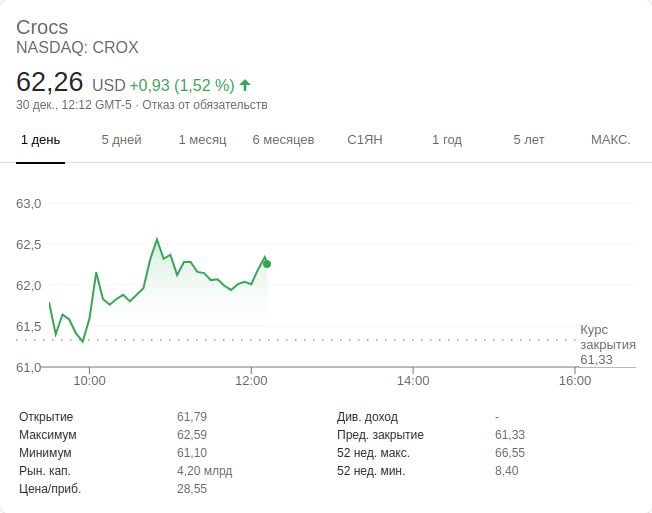 Crocs
NASDAQ: CROX
62,26 USD +0,93 (1,52 %)
30 дек., 12:12 GMT-5 · Отказ от обязательств
1 день 5 дней 1 месяц 6 месяцев С1ЯН 1 год 5 лет МАКС.
63,0
62,5
62,0
61,5
61,0
Курс
закрытия
61,33
10:00 12:00 14:00 16:00
Открытие 61,79 Див. доход -
Максимум 62,59 Пред. закрытие 61,33
Минимум 61,10 52 нед. макс. 66,55
Рын. кап. 4,20 млрд 52 нед. мин. 8,40
Цена/приб. 28,55